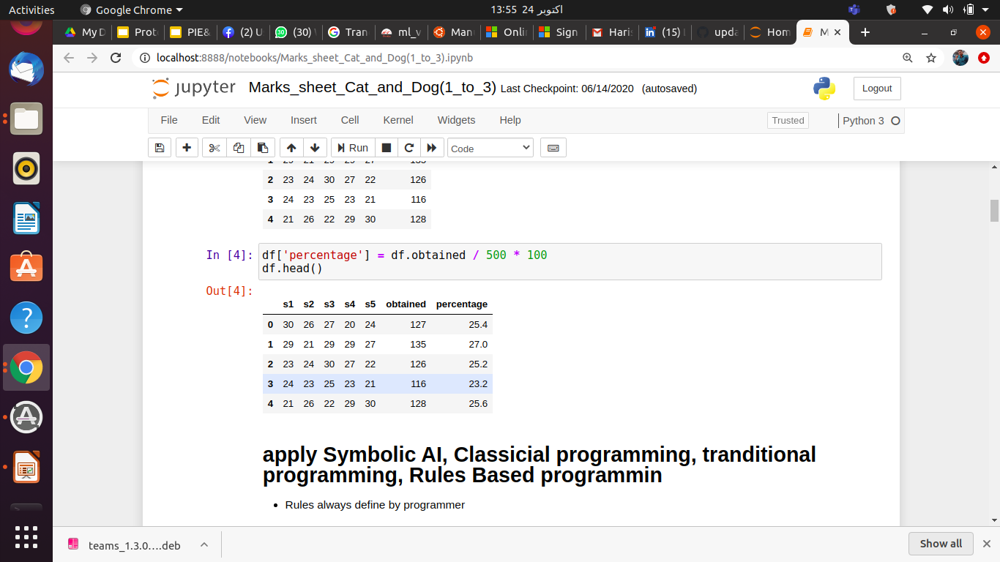 Activities Google Chrome 13:55 24 اکتوبر
My D Prot PIE& (2) U (30) Tran ml_v Man Onli Sign Hari (15) upda Hom M
localhost:8888/notebooks/Marks_sheet_Cat_and_Dog(1_to_3).ipynb
jupyter Marks_sheet_Cat_and_Dog(1_to_3) Last Checkpoint: 06/14/2020 (autosaved) Logout
File Edit View Insert Cell Kernel Widgets Help Trusted Python 3
Run Code
2 23 24 30 27 22 126
3 24 23 25 23 21 116
4 21 26 22 29 30 128
In [4]: df['percentage'] = df.obtained / 500 * 100
df.head()
Out[4]:
s1 s2 s3 s4 s5 obtained percentage
0 30 26 27 20 24 127 25.4
1 29 21 29 29 27 135 27.0
2 23 24 30 27 22 126 25.2
3 24 23 25 23 21 116 23.2
4 21 26 22 29 30 128 25.6
apply Symbolic AI, Classicial programming, tranditional
programming, Rules Based programmin
Rules always define by programmer
teams_1.3.0....deb Show all